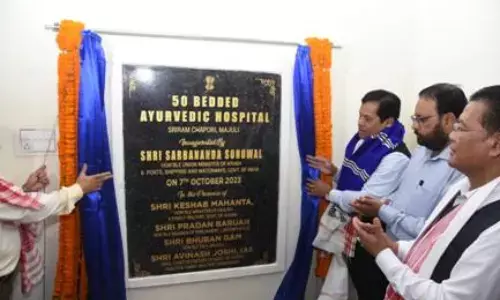 50 BEDDED
AYURVEDIC HOSPITAL
SRIRAM CHAPORI, MAJULI
Inaugurated by
SHRI SARBANANDA SONOWAL
HON'BLE UNION MINISTER OF AYUSH
& PORTS, SHIPPING AND WATERWAYS, GOVT. OF INDIA
ON 7TH OCTOBER 2023
In the Presence of
SHRI KESHAB MAHANTA,
SHRI PRADAN BARUAH
SHRI BHUBAN GAM
SHRI AVINASH JOSHI, IAS